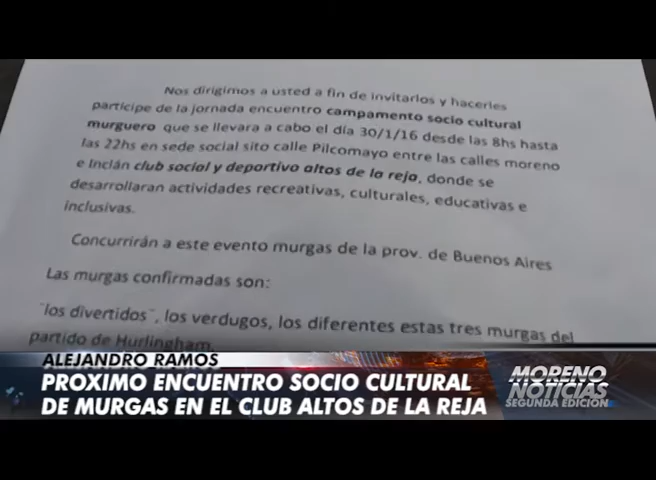 Nos dirigimos a usted a fin de invitarlos y hacerles
participe de la jornada encuentro campamento socio cultural
murguero que se llevara a cabo el día 30/1/16 desde las 8hs hasta
las 22hs en sede social sito calle Pilcomayo entre las calles moreno
e Inclán club social y deportivo altos de la reja, donde se
desarrollaran actividades recreativas, culturales, educativas e
inclusivas.
Concurrirán a este evento murgas de la prov. de Buenos Aires
Las murgas confirmadas son:
¨los divertidos¨, los verdugos, los diferentes estas tres murgas del
partido de Hurlingham.
ALEJANDRO RAMOS
PROXIMO ENCUENTRO SOCIO CULTURAL
DE MURGAS EN EL CLUB ALTOS DE LA REJA
MORENO
NOTICIAS
SEGUNDA EDICION